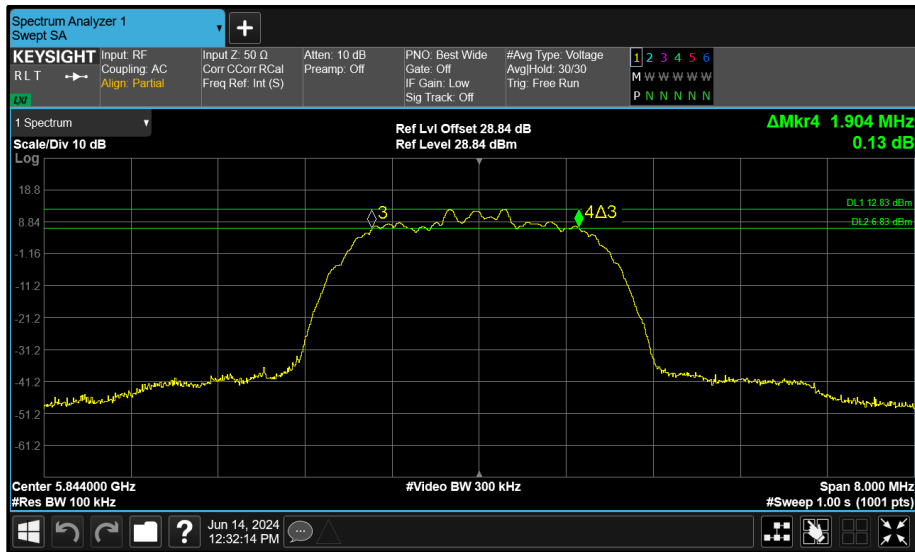 Spectrum Analyzer 1
Swept SA
KEYSIGHT
RLT
LXI
Input: RF
Coupling: AC
Align: Partial
Input Z: 50 Ω
Corr CCorr RCal
Freq Ref: Int (S)
Atten: 10 dB
Preamp: Off
PNO: Best Wide
Gate: Off
IF Gain: Low
Sig Track: Off
#Avg Type: Voltage
Avg|Hold: 30/30
Trig: Free Run
1 2 3 4 5 6
M W W W W W
P N N N N N
1 Spectrum
Scale/Div 10 dB
Log
Ref Lvl Offset 28.84 dB
Ref Level 28.84 dBm
ΔMkr4 1.904 MHz
0.13 dB
18.8
DL1 12.83 dBm
3
4Δ3
8.84
DL2 6.83 dBm
-1.16
-11.2
-21.2
-31.2
-41.2
-51.2
-61.2
Center 5.844000 GHz
#Video BW 300 kHz
Span 8.000 MHz
#Res BW 100 kHz
#Sweep 1.00 s (1001 pts)
?
Jun 14, 2024
12:32:14 PM